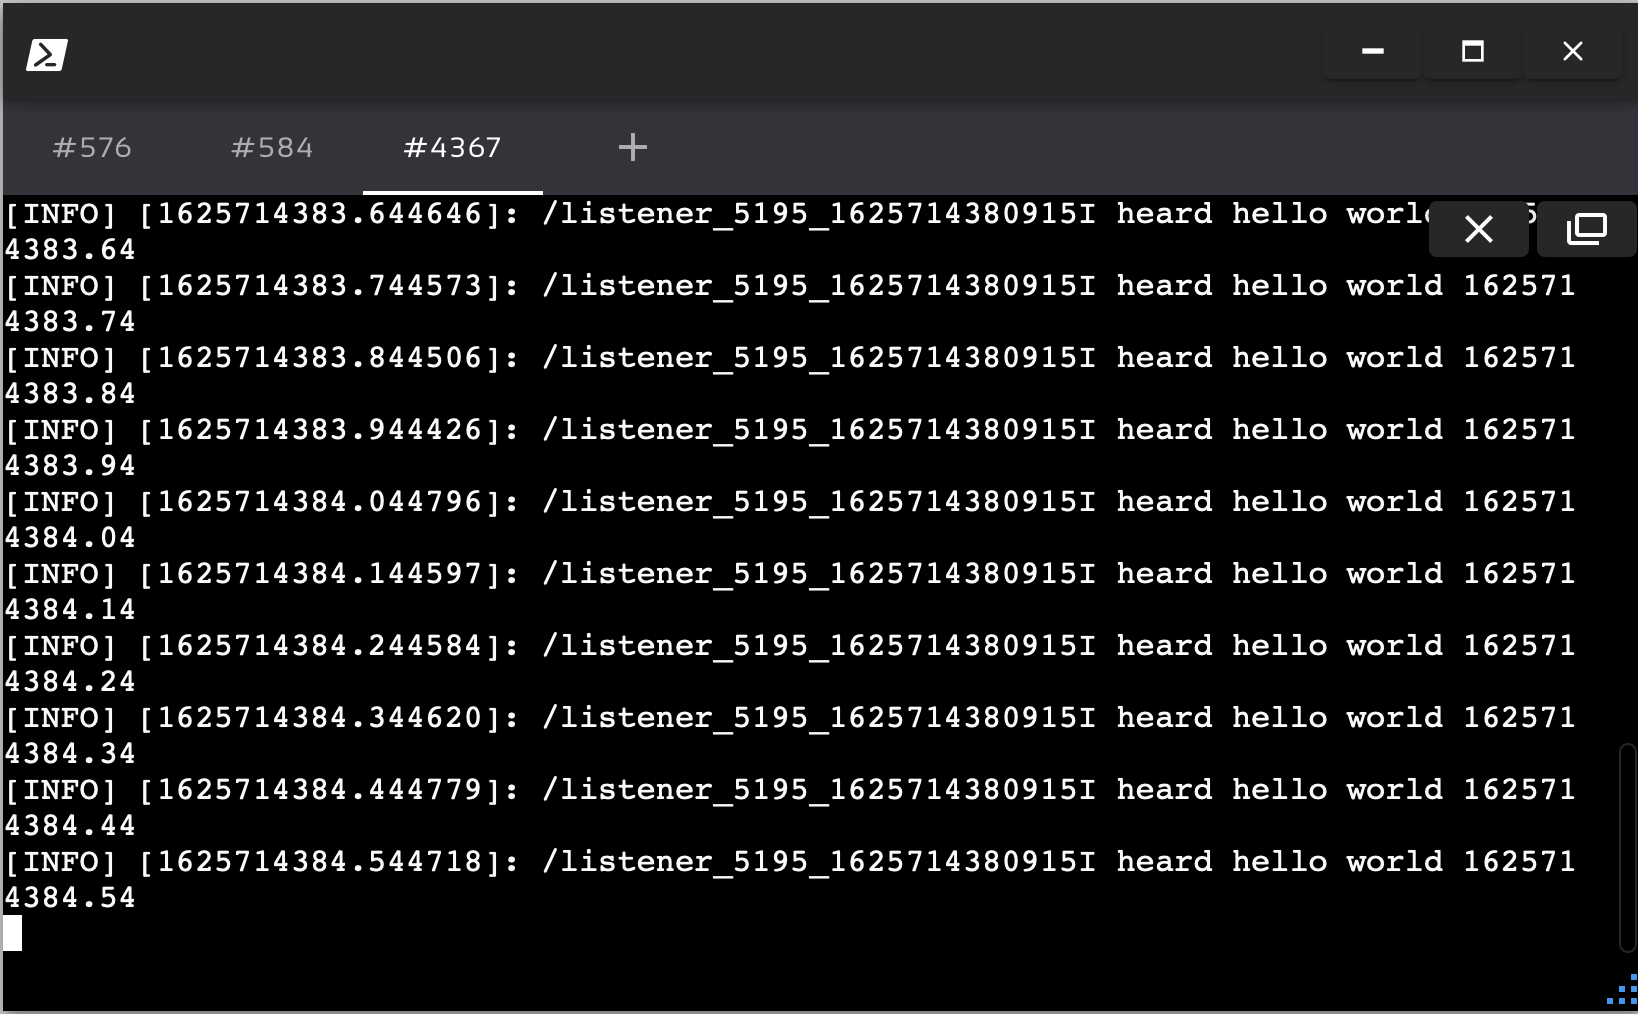 #576 #584 #4367 +
[INFO] [1625714383.644646]: /listener_5195_1625714380915I heard hello
4383.64
[INFO] [1625714383.744573]: /listener_5195_1625714380915I heard hello world 162571
4383.74
[INFO] [1625714383.844506]: /listener_5195_1625714380915I heard hello world 162571
4383.84
[INFO] [1625714383.944426]: /listener_5195_1625714380915I heard hello world 162571
4383.94
[INFO] [1625714384.044796]: /listener_5195_1625714380915I heard hello world 162571
4384.04
[INFO] [1625714384.144597]: /listener_5195_1625714380915I heard hello world 162571
4384.14
[INFO] [1625714384.244584]: /listener_5195_1625714380915I heard hello world 162571
4384.24
[INFO] [1625714384.344620]: /listener_5195_1625714380915I heard hello world 162571
4384.34
[INFO] [1625714384.444779]: /listener_5195_1625714380915I heard hello world 162571
4384.44
[INFO] [1625714384.544718]: /listener_5195_1625714380915I heard hello world 162571
4384.54